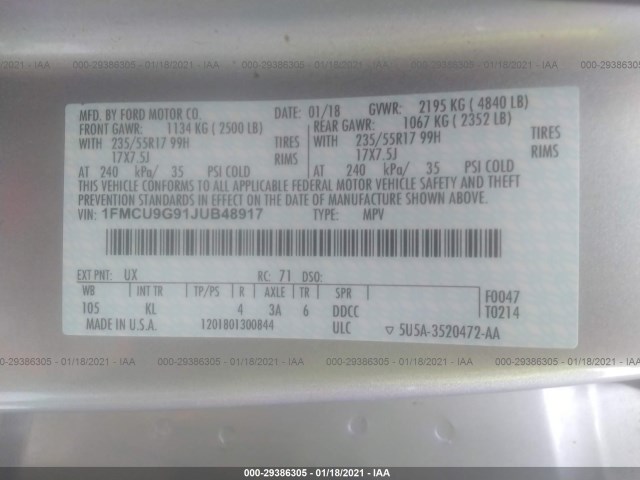 000-29386305 - 01/18/2021 - IAA
MFD. BY FORD MOTOR CO.
DATE: 01/18 GVWR: 2195 KG ( 4840 LB)
FRONT GAWR: 1134 KG ( 2500 LB)
REAR GAWR: 1067 KG ( 2352 LB)
WITH 235/55R17 99H TIRES
WITH 235/55R17 99H TIRES
17X7.5J RIMS
17X7.5J RIMS
AT 240 kPa/ 35 PSI COLD
AT 240 kPa/ 35 PSI COLD
THIS VEHICLE CONFORMS TO ALL APPLICABLE FEDERAL MOTOR VEHICLE SAFETY AND THEFT
PREVENTION STANDARDS IN EFFECT ON THE DATE OF MANUFACTURE SHOWN ABOVE.
VIN: 1FMCU9G91JUB48917 TYPE: MPV
EXT PNT: UX RC: 71 DSO:
WB INT TR TP/PS R AXLE TR SPR
105 KL 4 3A 6 DDCC
F0047
T0214
MADE IN U.S.A. 1201801300844 ULC 5U5A-3520472-AA
000-29386305 - 01/18/2021 - IAA